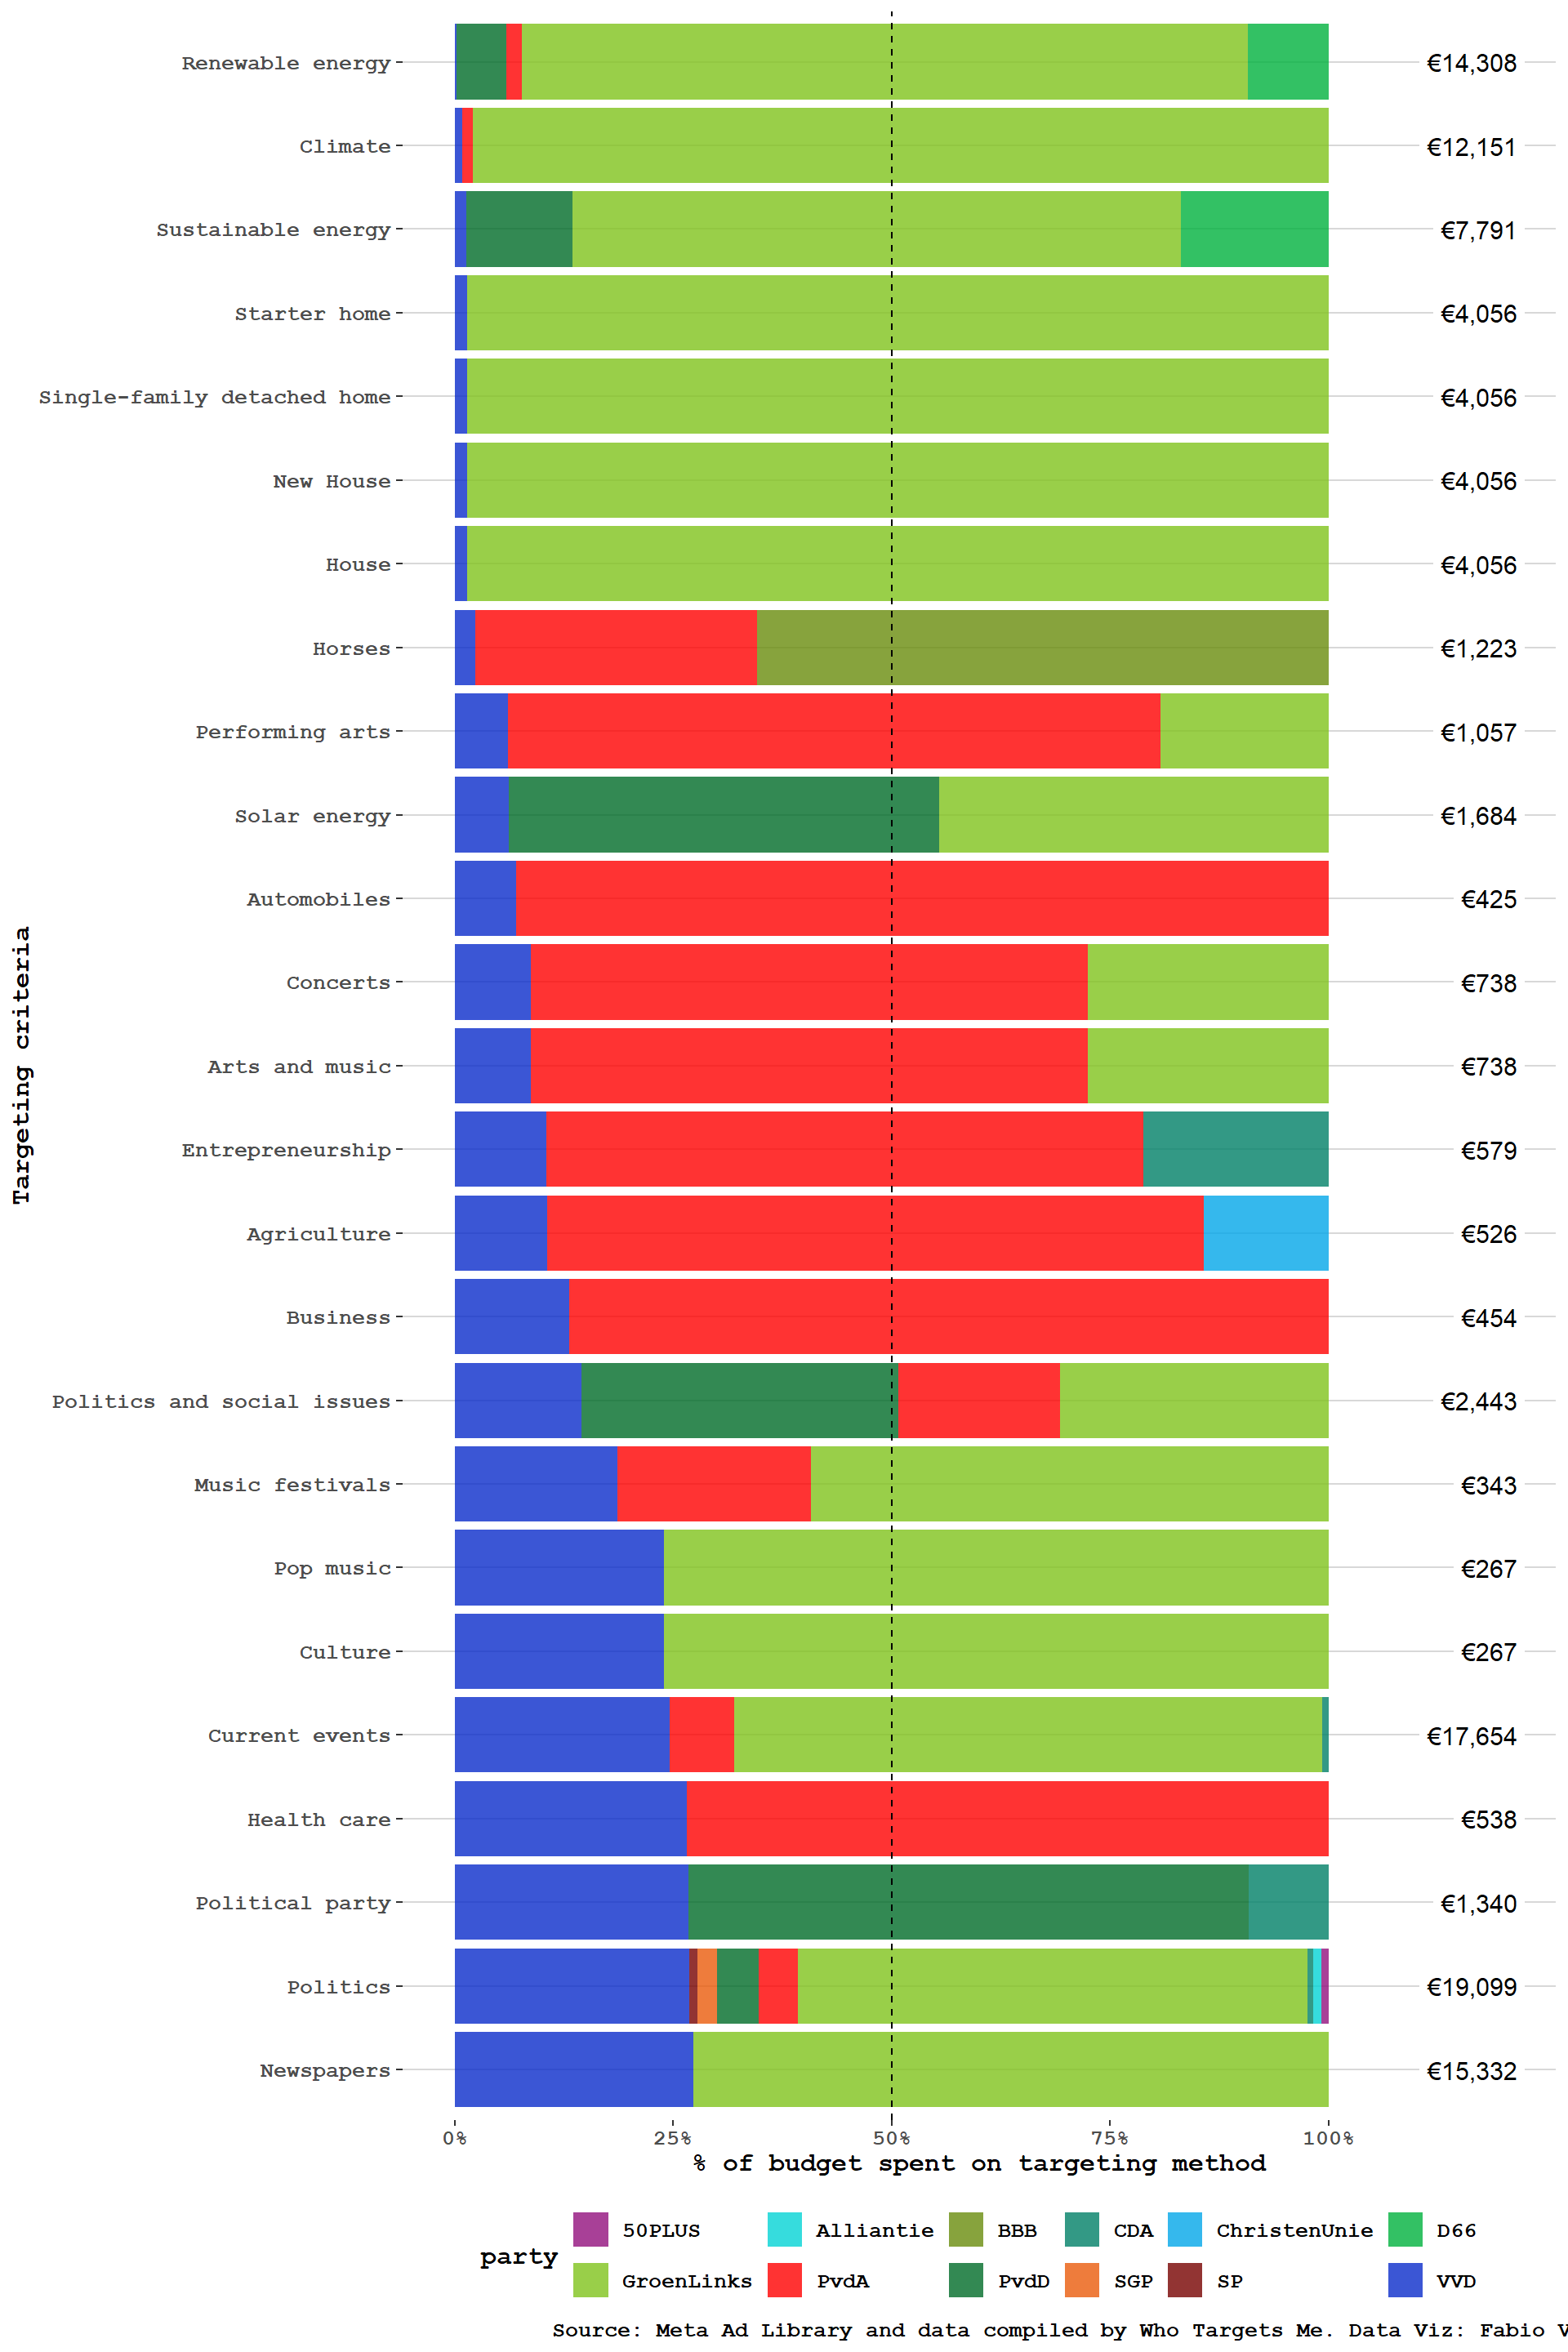 Renewable energy €14,308
Climate €12,151
Sustainable energy €7,791
Starter home €4,056
Single-family detached home €4,056
New House €4,056
House €4,056
Horses €1,223
Performing arts €1,057
Solar energy €1,684
Automobiles €425
Concerts €738
Arts and music €738
Entrepreneurship €579
Agriculture €526
Business €454
Politics and social issues €2,443
Music festivals €343
Pop music €267
Culture €267
Current events €17,654
Health care €538
Political party €1,340
Politics €19,099
Newspapers €15,332
Targeting criteria
0% 25% 50% 75% 100%
% of budget spent on targeting method
party
50PLUS Alliantie BBB CDA ChristenUnie D66
GroenLinks PvdA PvdD SGP SP VVD
Source: Meta Ad Library and data compiled by Who Targets Me. Data Viz: Fabio V